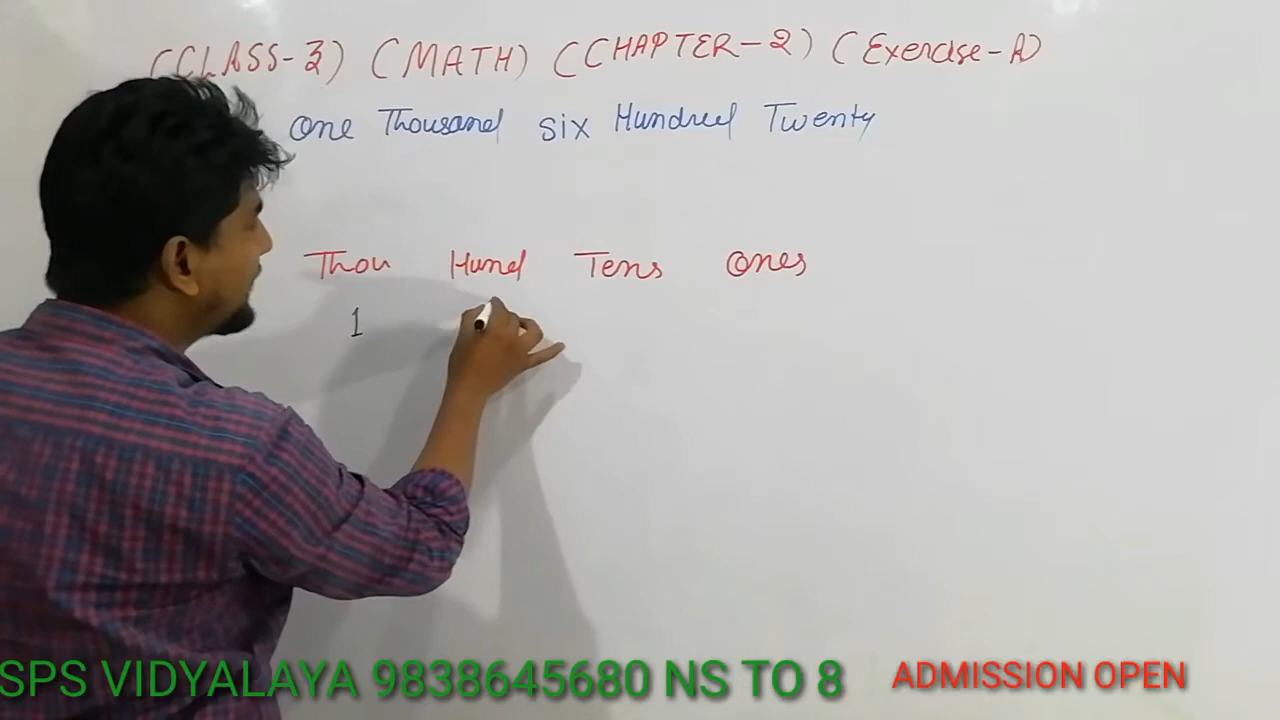 (CLASS-3) (MATH) (CHAPTER-2) (Exercise-A)
One Thousand six Hundred Twenty
Thou Hund Tens Ones
1
SPS VIDYALAYA 9838645680 NS TO 8 ADMISSION OPEN